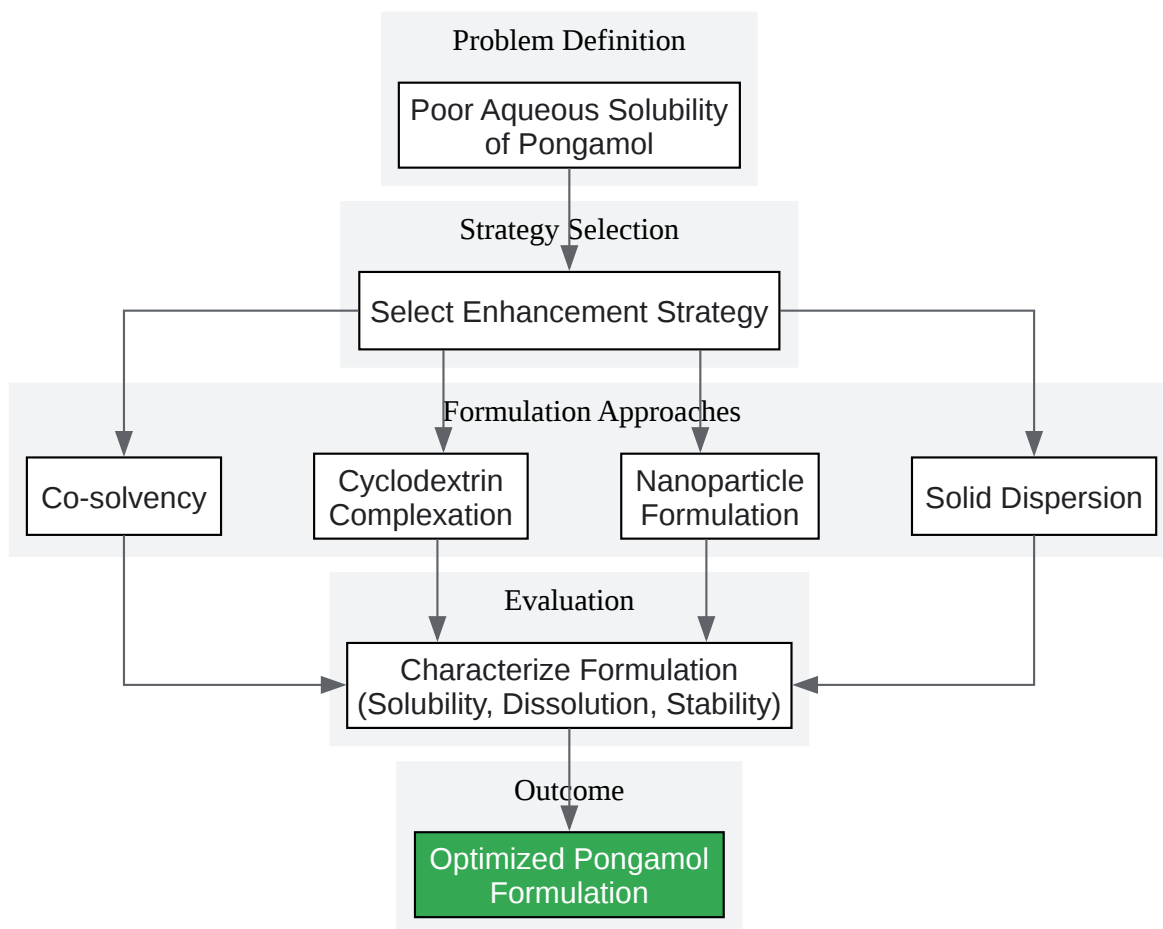 Problem Definition
Poor Aqueous Solubility
of Pongamol
Strategy Selection
Select Enhancement Strategy
Formulation Approaches
Co-solvency
Cyclodextrin
Complexation
Nanoparticle
Formulation
Solid Dispersion
Evaluation
Characterize Formulation
(Solubility, Dissolution, Stability)
Outcome
Optimized Pongamol
Formulation